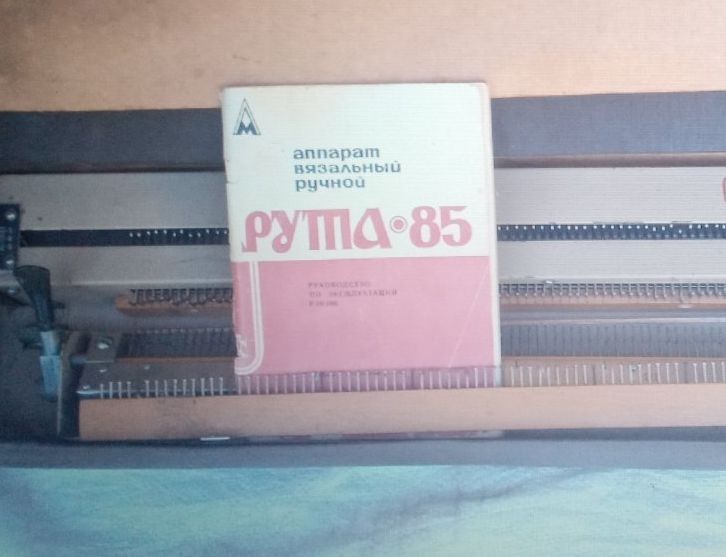 аппарат
вязальный
ручной
РУТА•85
РУКОВОДСТВО
ПО ЭКСПЛУАТАЦИИ